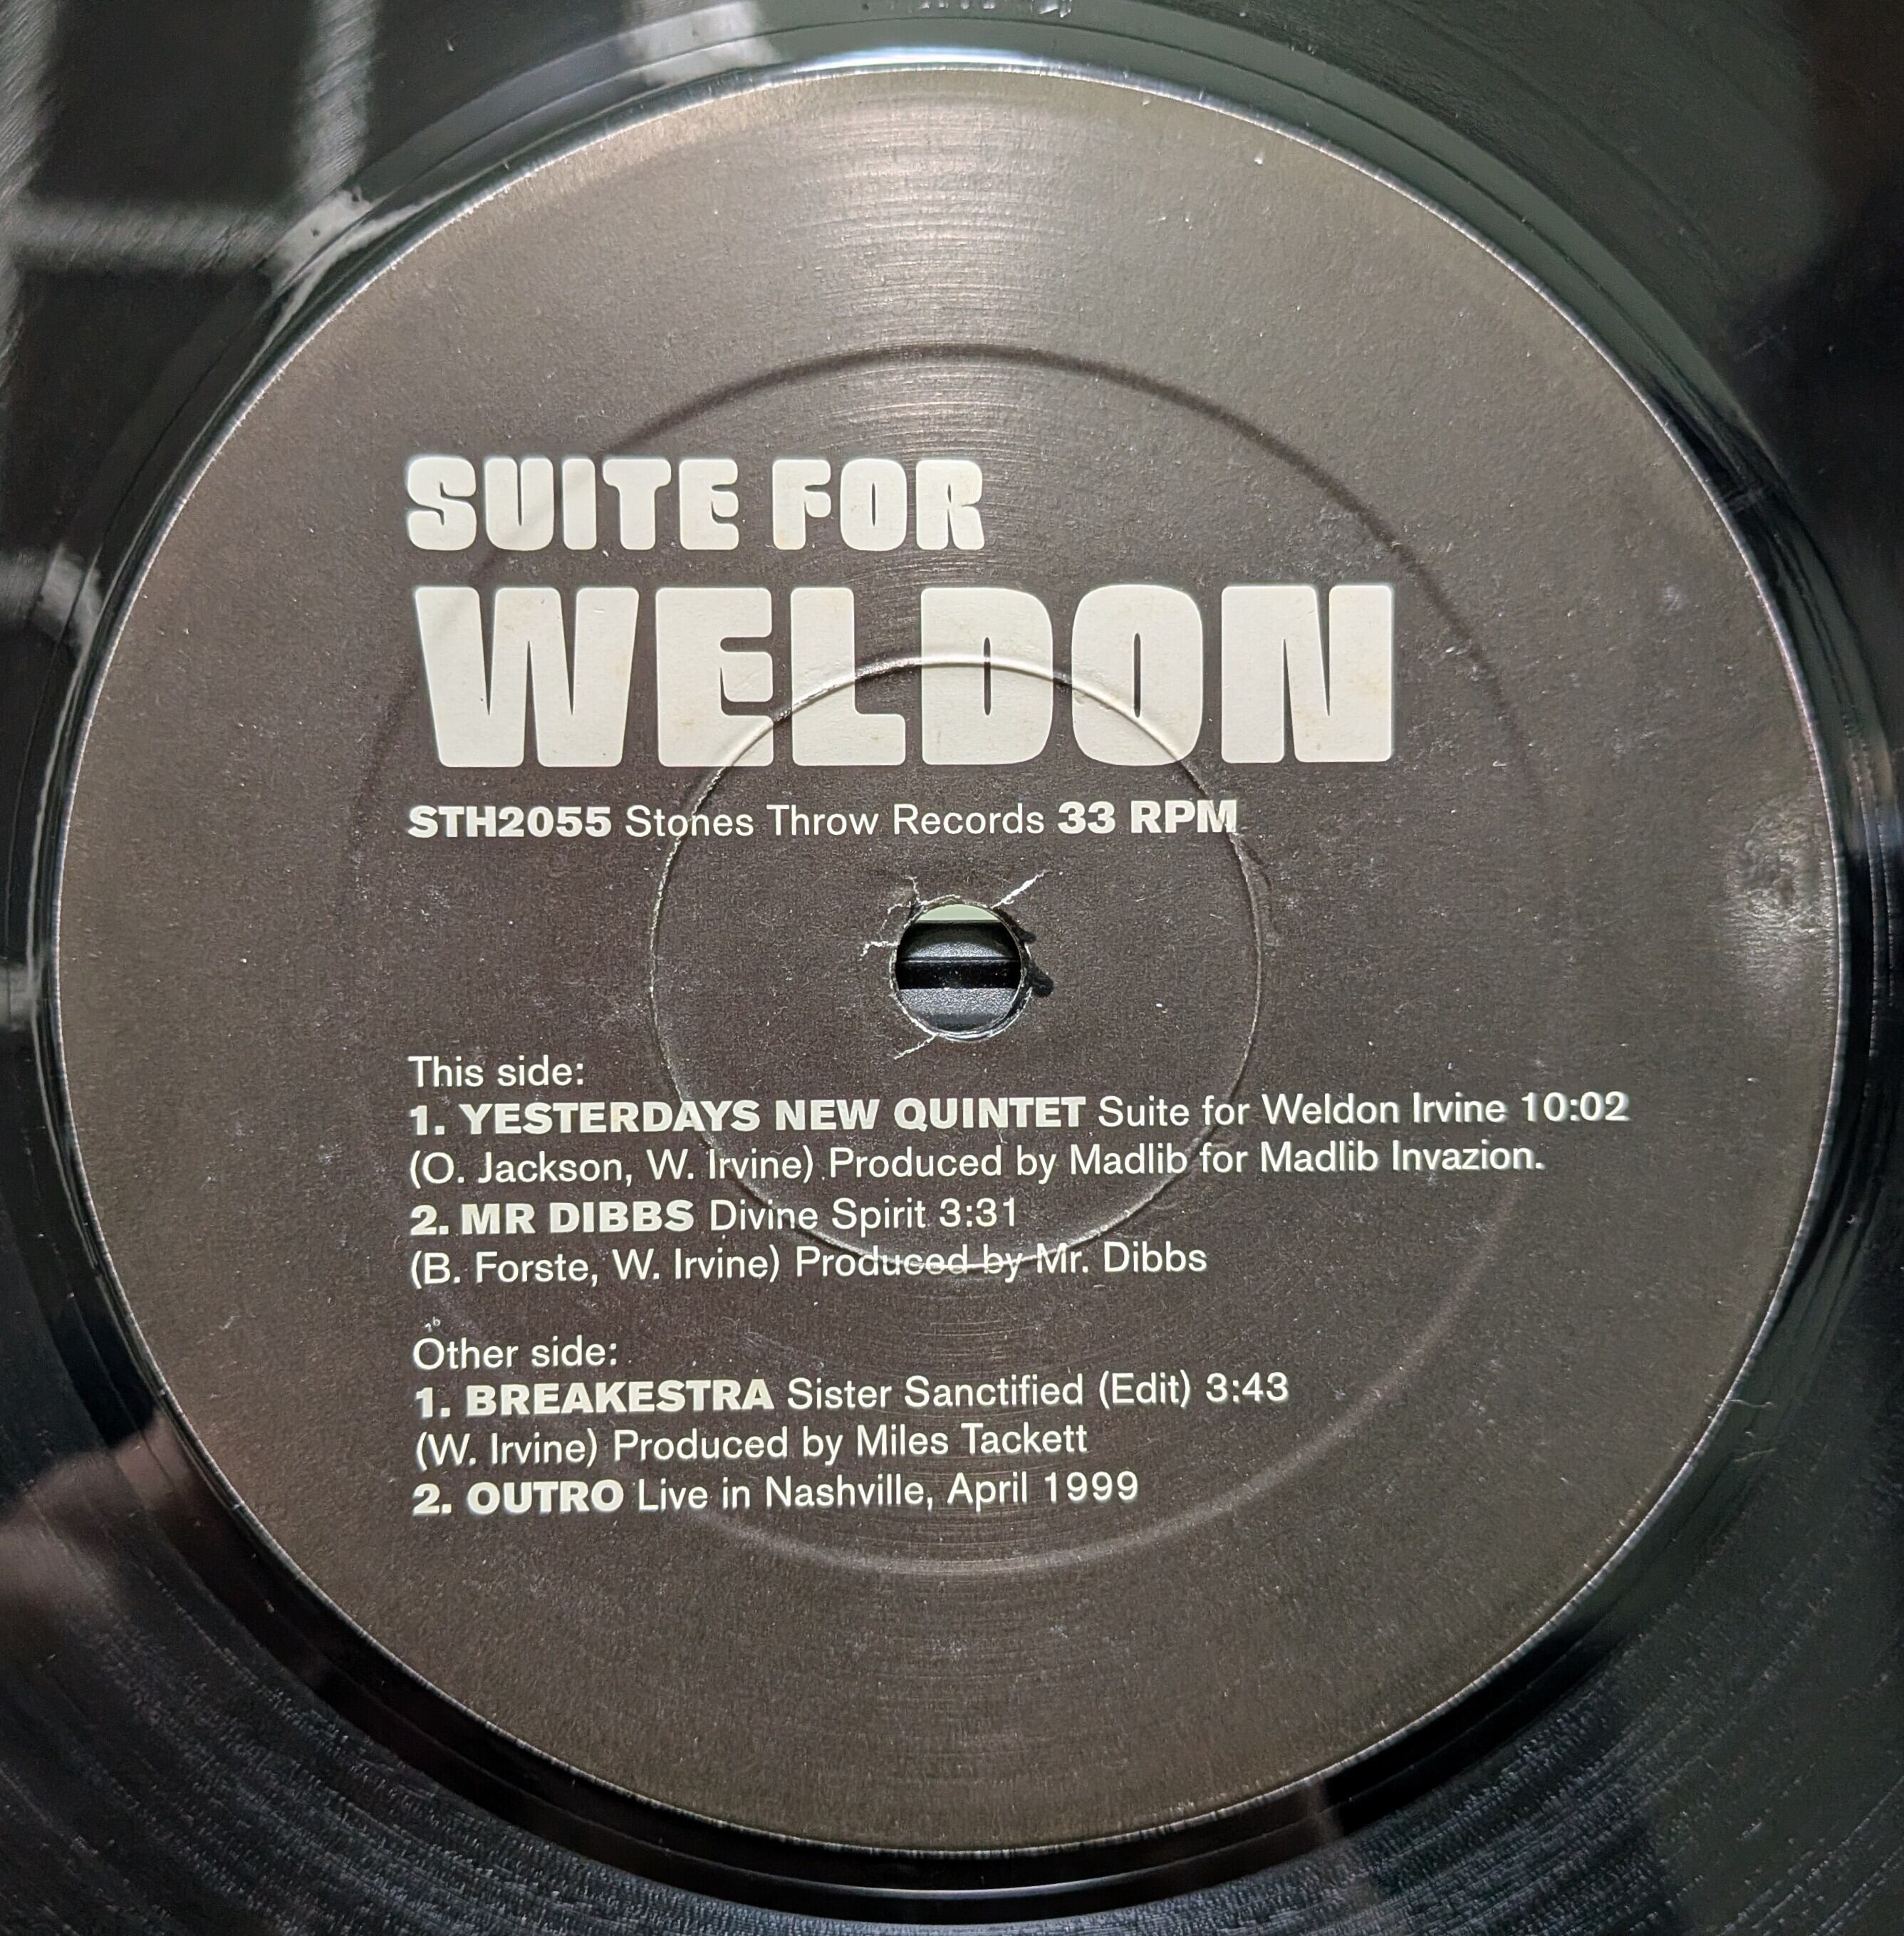 SUITE FOR
WELDON
STH2055 Stones Throw Records 33 RPM
This side:
1. YESTERDAYS NEW QUINTET Suite for Weldon Irvine 10:02
(O. Jackson, W. Irvine) Produced by Madlib for Madlib Invazion.
2. MR DIBBS Divine Spirit 3:31
(B. Forste, W. Irvine) Produced by Mr. Dibbs
Other side:
1. BREAKESTRA Sister Sanctified (Edit) 3:43
(W. Irvine) Produced by Miles Tackett
2. OUTRO Live in Nashville, April 1999